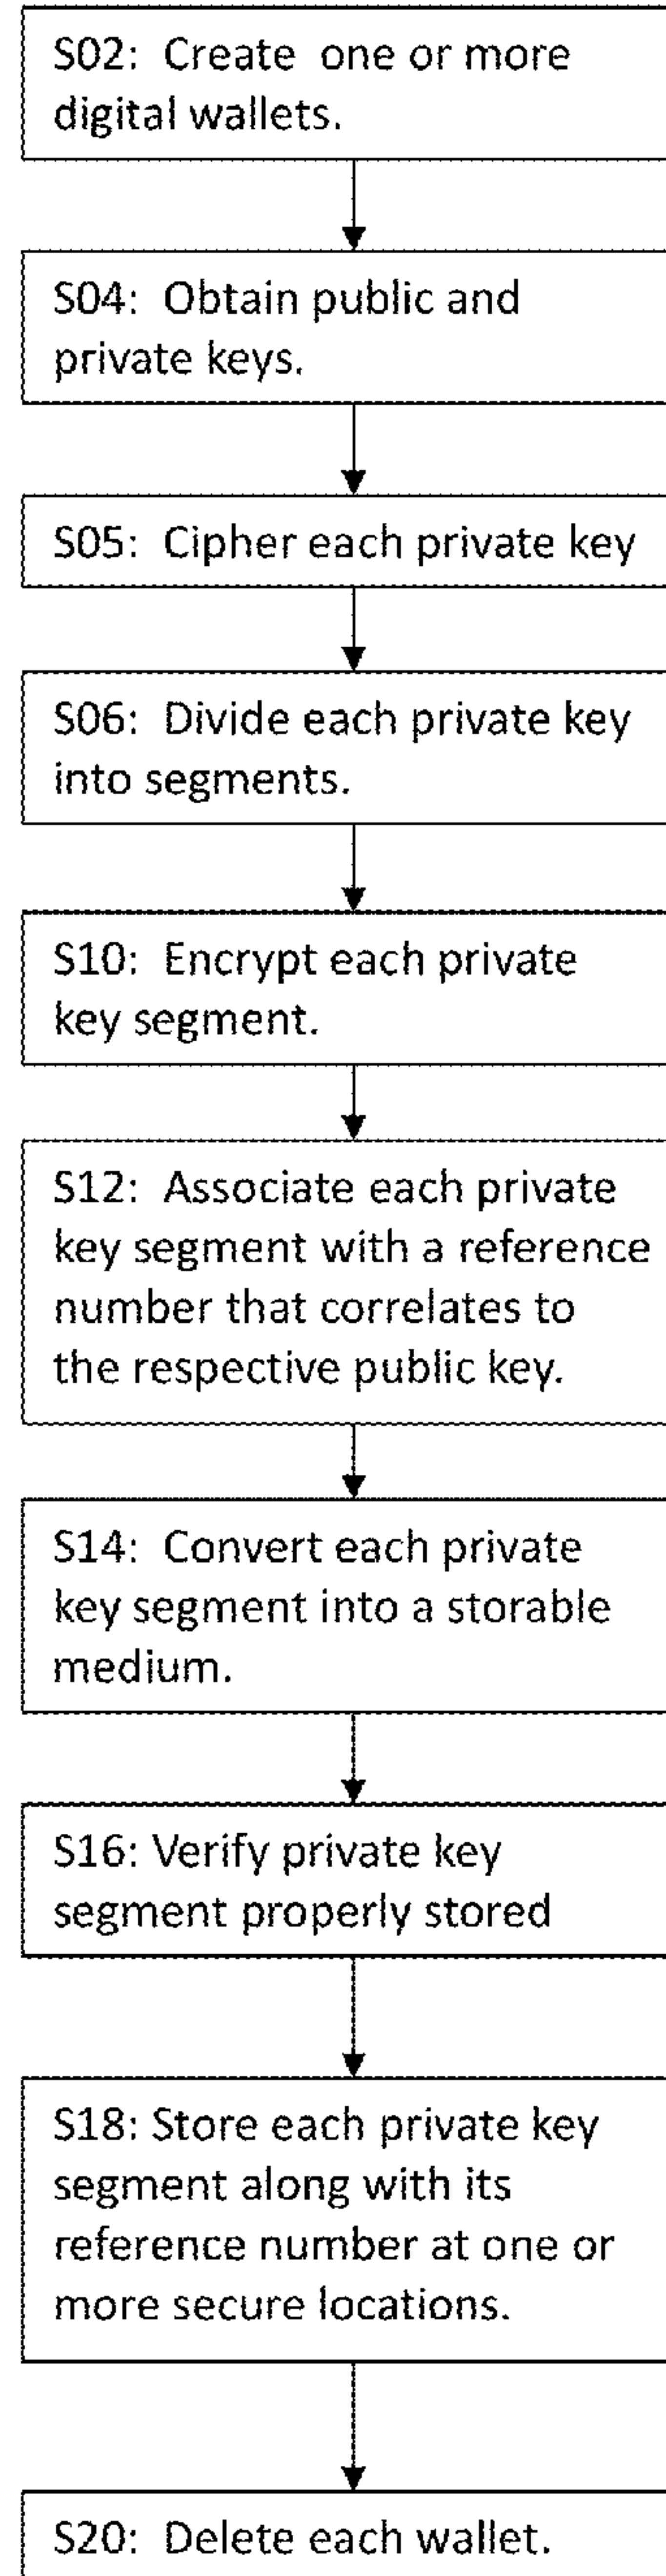 S02: Create one or more
digital wallets.
S04: Obtain public and
private keys.
S05: Cipher each private key
S06: Divide each private key
into segments.
S10: Encrypt each private
key segment.
S12: Associate each private
key segment with a reference
number that correlates to
the respective public key.
S14: Convert each private
key segment into a storable
medium.
S16: Verify private key
segment properly stored
S18: Store each private key
segment along with its
reference number at one or
more secure locations.
S20: Delete each wallet.